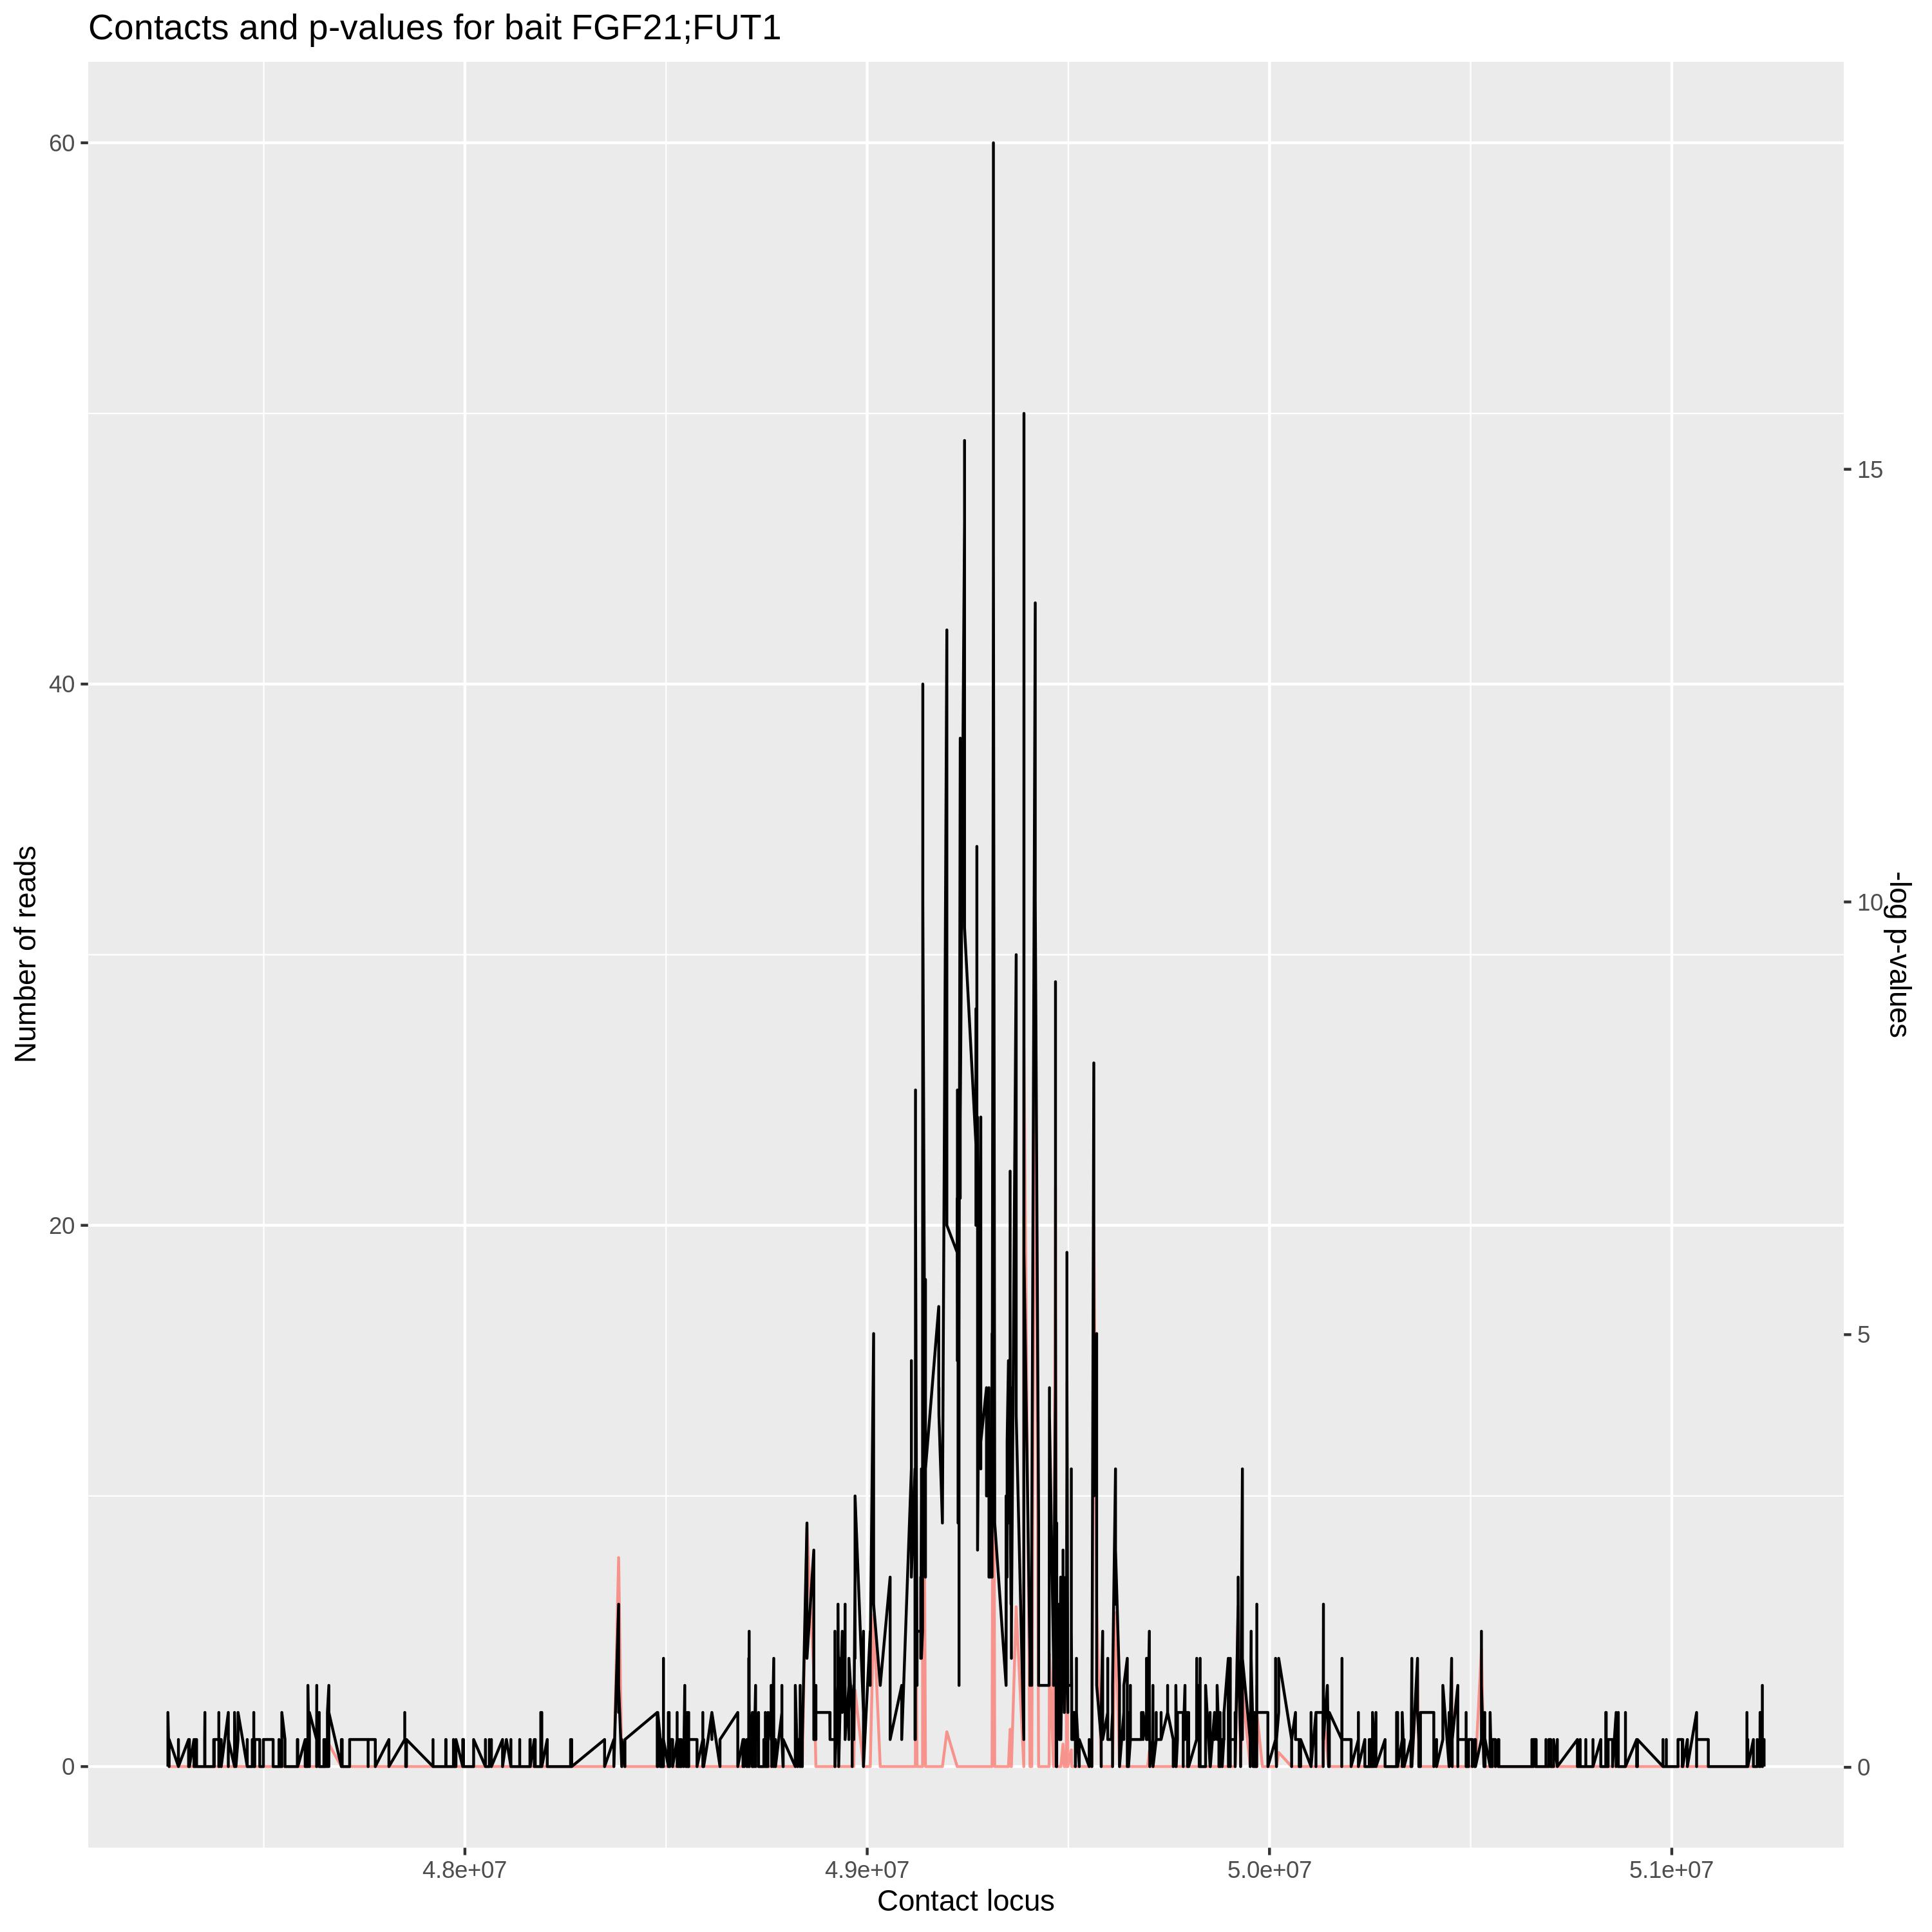 Contacts and p-values for bait FGF21;FUT1
60
40
20
0
Number of reads
15
10
5
0
-log p-values
4.8e+07
4.9e+07
5.0e+07
5.1e+07
Contact locus